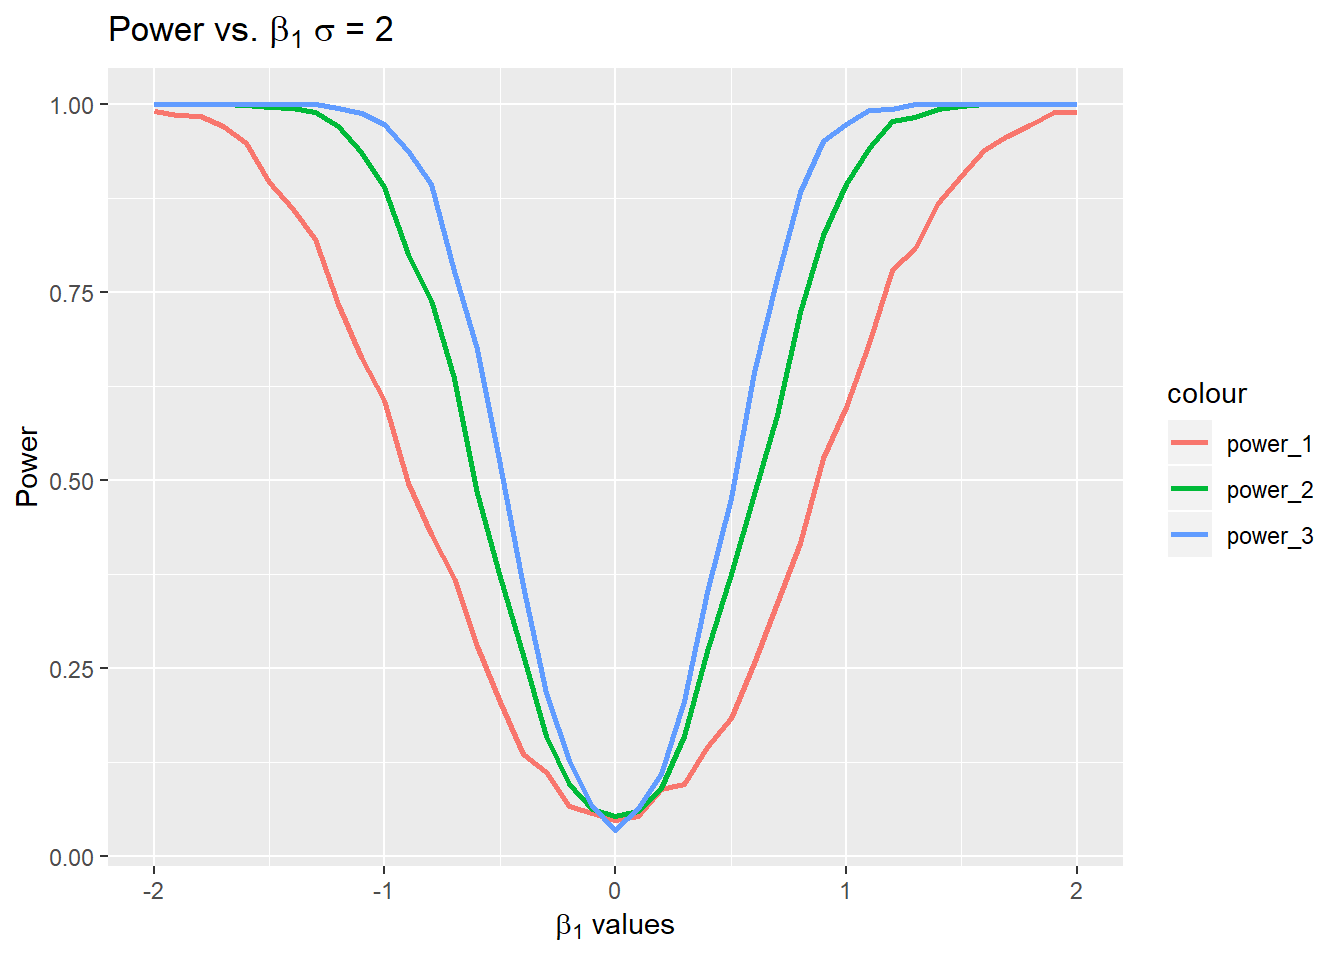 Power vs. β₁ σ = 2
1.00
0.75
0.50
0.25
0.00
Power
-2
-1
0
1
2
β₁ values
colour
power_1
power_2
power_3